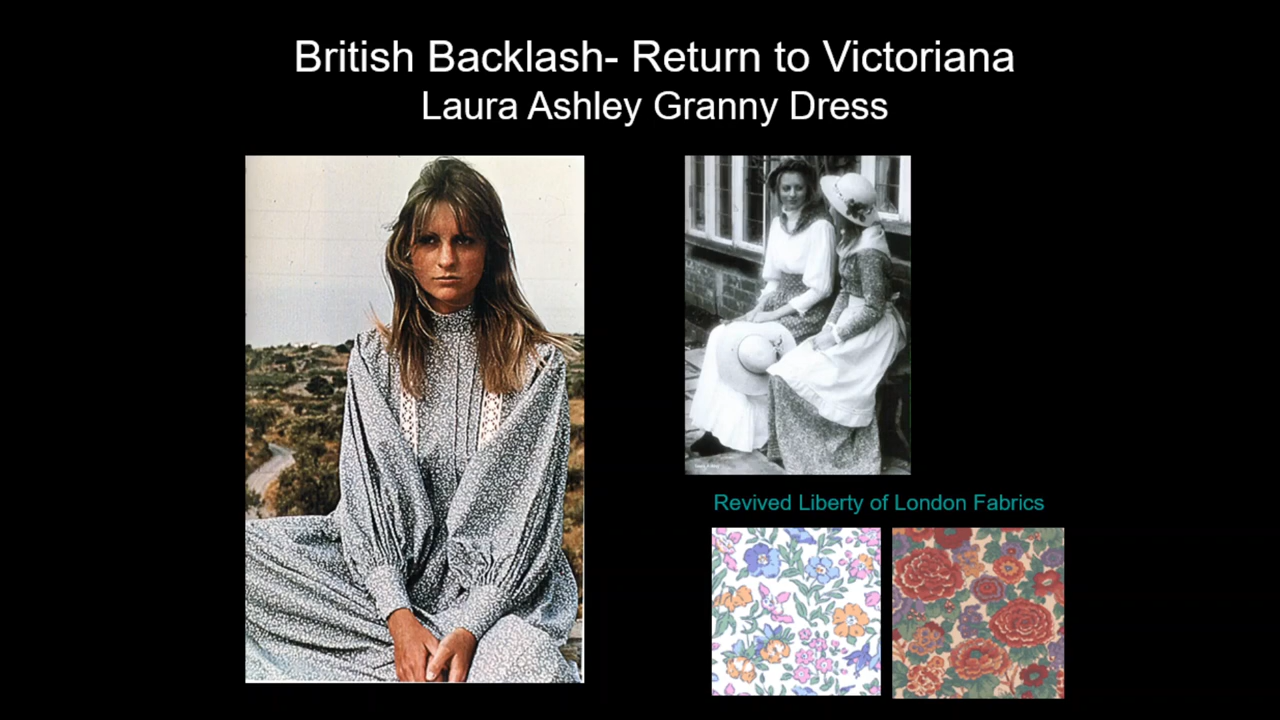 British Backlash- Return to Victoriana
Laura Ashley Granny Dress
Revived Liberty of London Fabrics